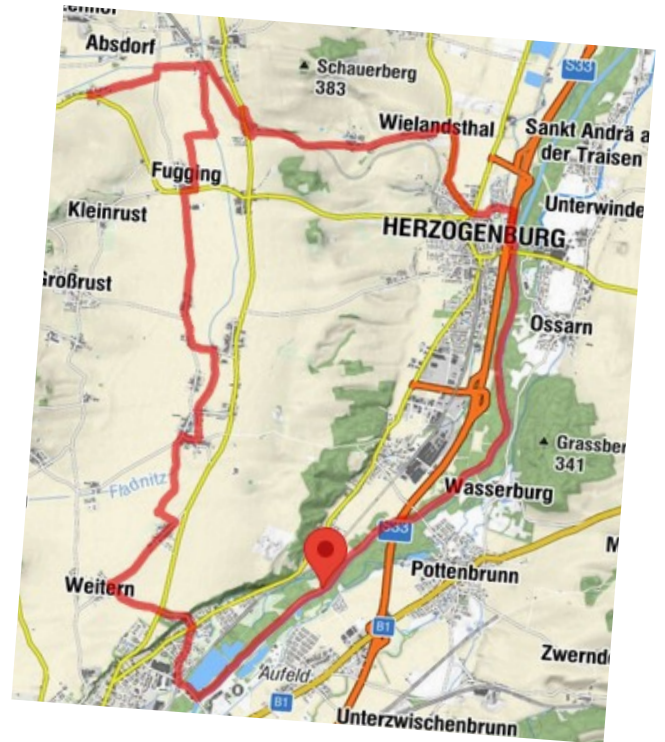 Absdorf
Schauerberg
383
S33
Wielandsthal
Sankt Andrä a
der Traisen
Fugging
Kleinrust
Unterwinde
HERZOGENBURG
Großrust
Ossarn
Grassber
341
Fladnitz
Wasserburg
S33
Weitern
Pottenbrunn
B1
Zwernd
Aufeld
B1
Unterzwischenbrunn